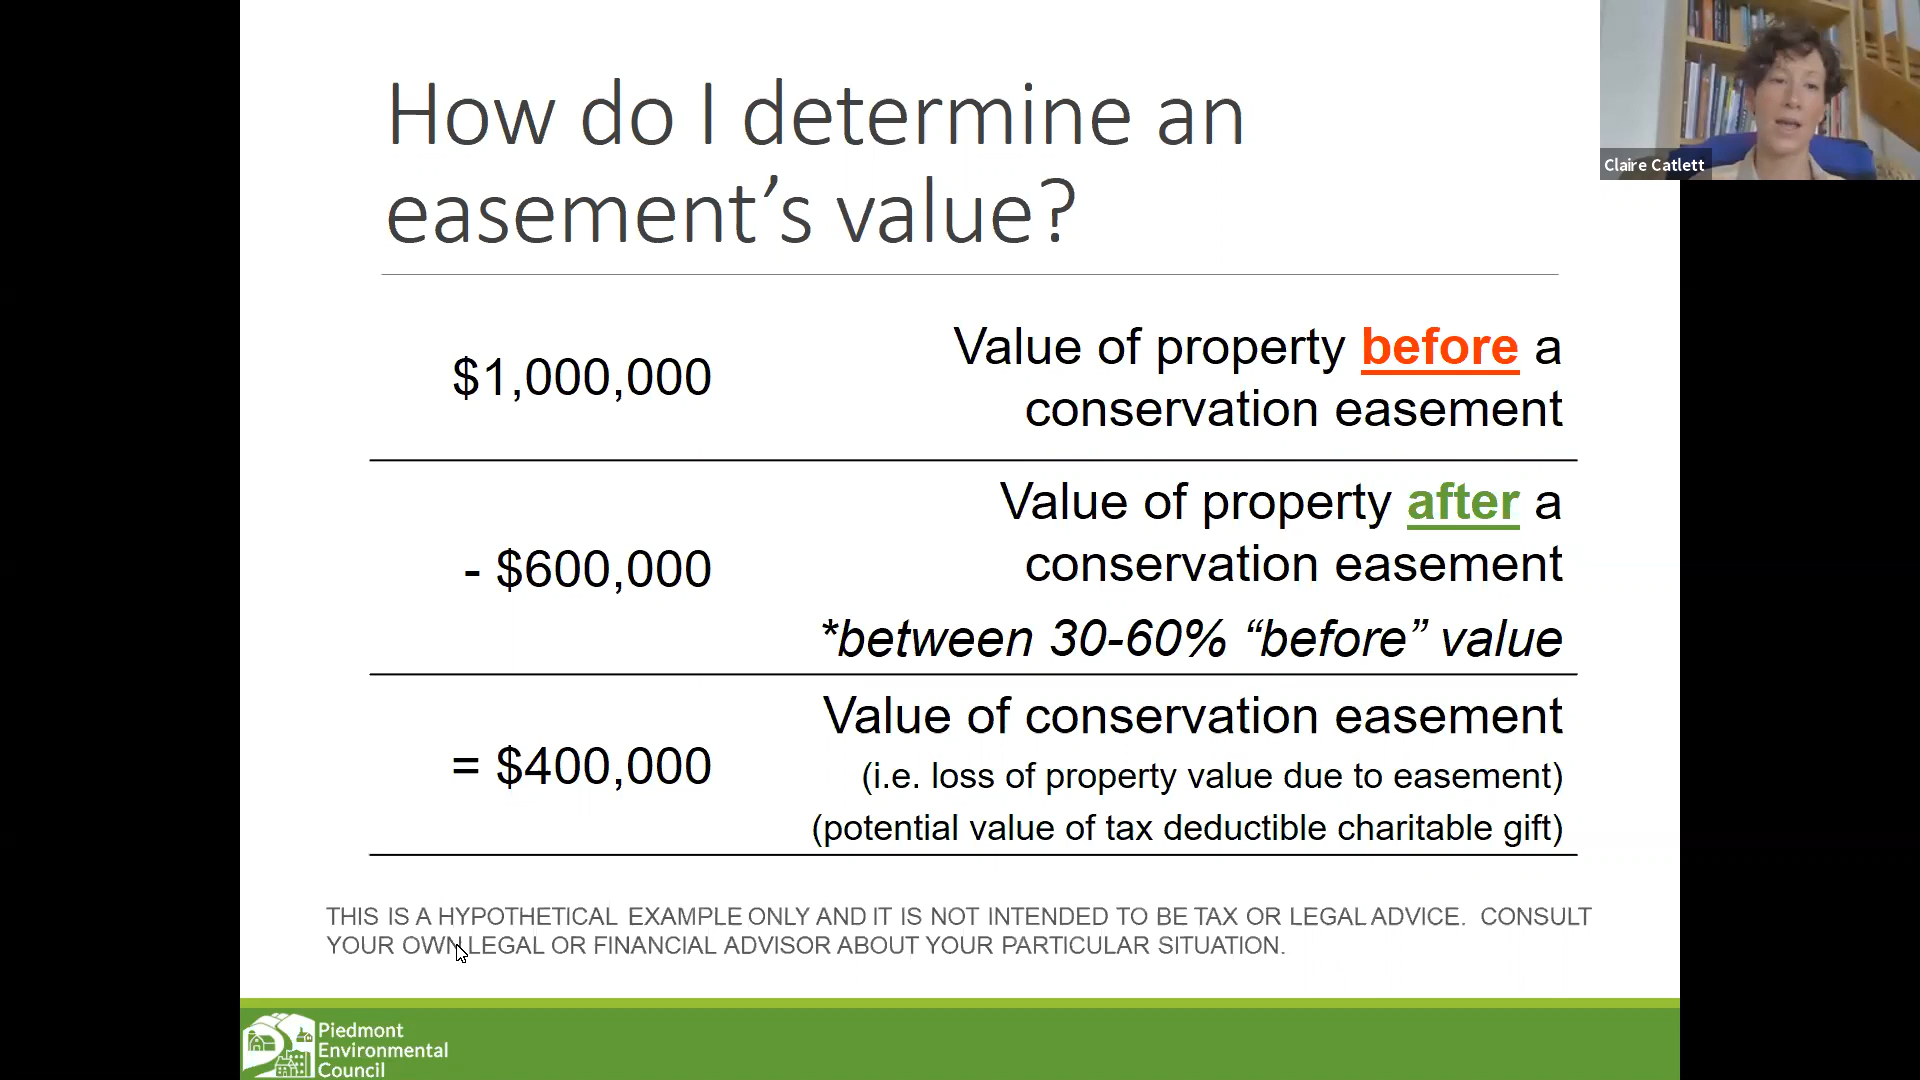 How do I determine an
easement’s value?
Claire Catlett
$1,000,000
Value of property before a
conservation easement
- $600,000
Value of property after a
conservation easement
*between 30-60% “before” value
= $400,000
Value of conservation easement
(i.e. loss of property value due to easement)
(potential value of tax deductible charitable gift)
THIS IS A HYPOTHETICAL EXAMPLE ONLY AND IT IS NOT INTENDED TO BE TAX OR LEGAL ADVICE. CONSULT
YOUR OWN LEGAL OR FINANCIAL ADVISOR ABOUT YOUR PARTICULAR SITUATION.
Piedmont
Environmental
Council